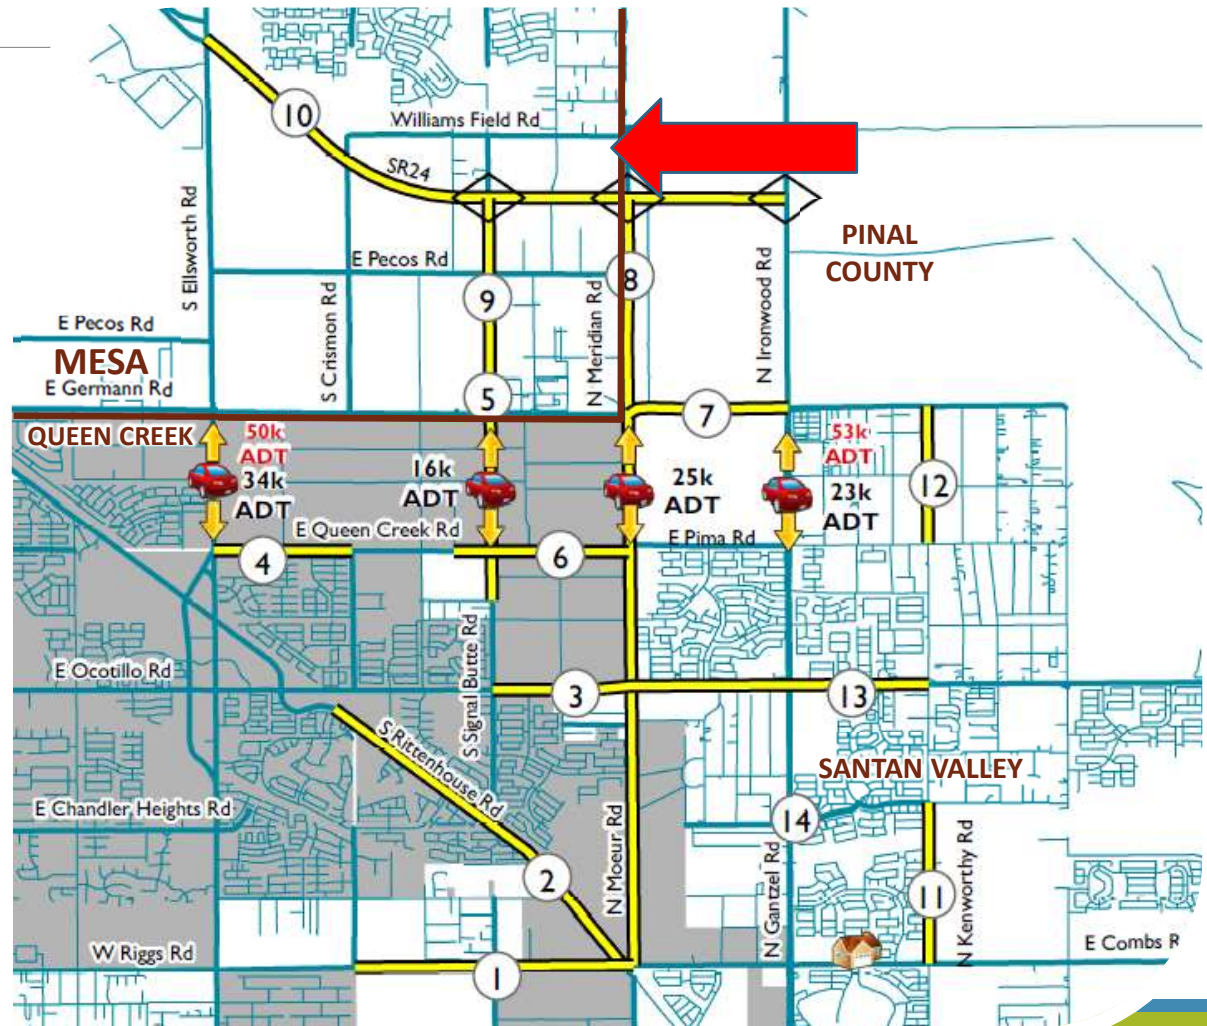 10
Williams Field Rd
SR24
S Ellsworth Rd
PINAL
COUNTY
E Pecos Rd
8
9
N Meridian Rd
N Ironwood Rd
S Crismon Rd
E Pecos Rd
MESA
E Germann Rd
5
7
QUEEN CREEK
50k
ADT
34k
ADT
16k
ADT
25k
ADT
53k
ADT
23k
ADT
12
E Queen Creek Rd
E Pima Rd
4
6
S Signal Butte Rd
E Ocotillo Rd
3
13
S Rittenhouse Rd
SANTAN VALLEY
E Chandler Heights Rd
14
N Moeur Rd
N Gantzel Rd
N Kenworthy Rd
2
11
W Riggs Rd
E Combs R
1